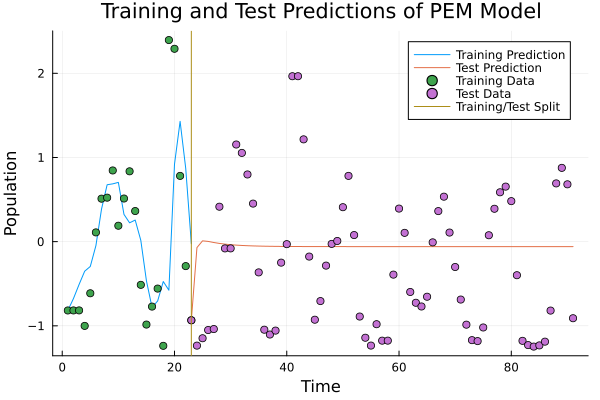 Training and Test Predictions of PEM Model
Training Prediction
Test Prediction
Training Data
Test Data
Training/Test Split
Population
2
1
0
−1
0
20
40
60
80
Time